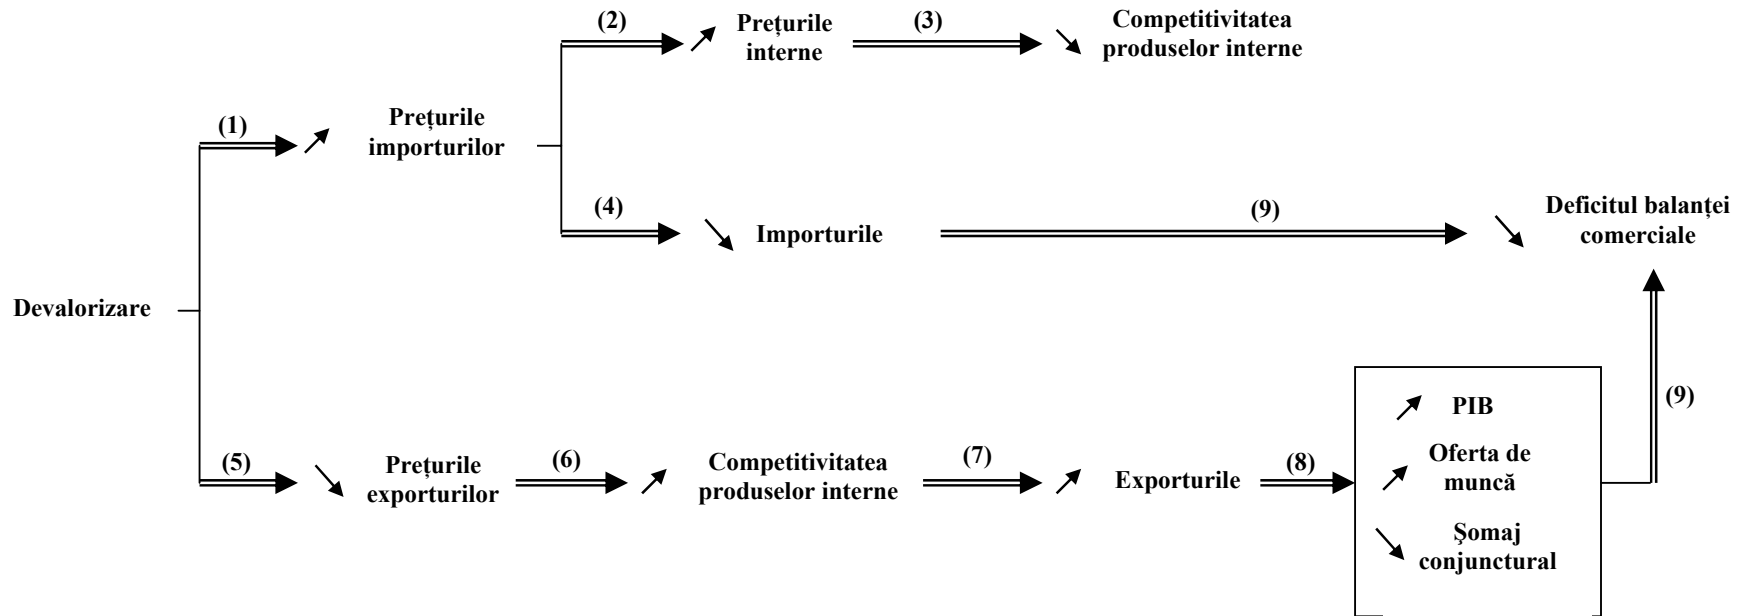 (2)
Prețurile
interne
(3)
Competitivitatea
produselor interne
(1)
Prețurile
importurilor
(4)
Importurile
(9)
Deficitul balanței
comerciale
Devalorizare
(5)
Prețurile
exporturilor
(6)
Competitivitatea
produselor interne
(7)
Exporturile
(8)
PIB
Oferta de
muncă
Şomaj
conjunctural
(9)